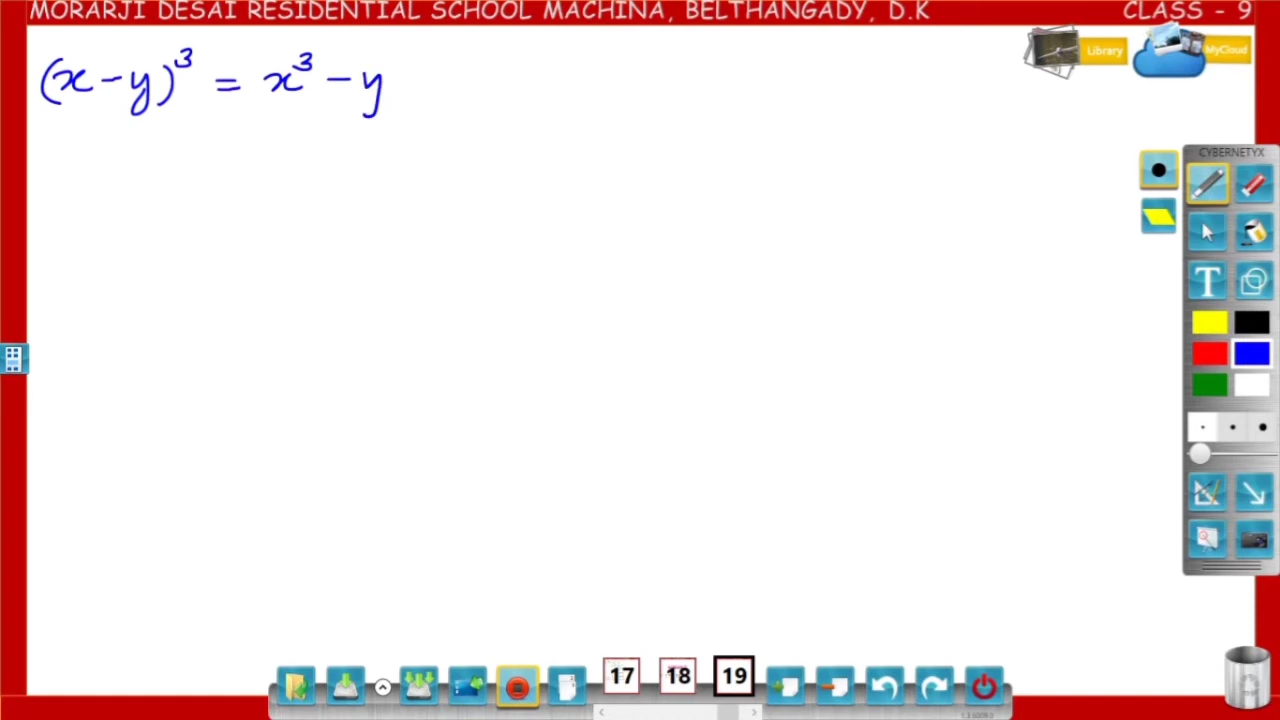 MORARJI DESAI RESIDENTIAL SCHOOL MACHINA, BELTHANGADY, D.K CLASS - 9
(x-y)³ = x³ - y
Library
MyCloud
CYBERNETYX
T
17 18 19